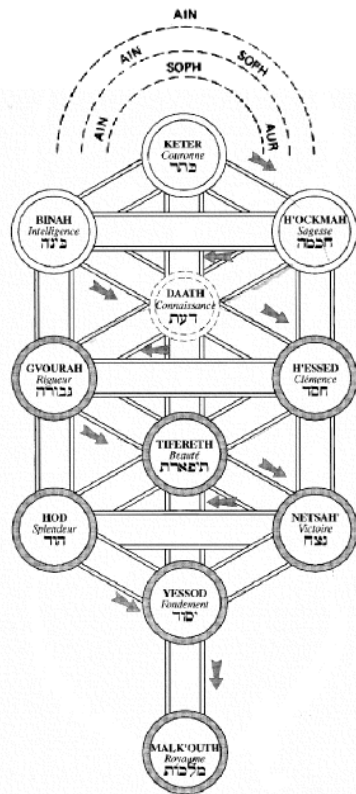 AIN
AIN
SOPH
SOPH
AIN
AUR
KETER
Couronne
כתר
BINAH
Intelligence
בינה
H'OCKMAH
Sagesse
חכמה
DAATH
Connaissance
דעת
GVOURAH
Rigueur
גבורה
H'ESSED
Clémence
חסד
TIFERETH
Beauté
תיפארת
HOD
Splendeur
הוד
NETSAH'
Victoire
נצח
YESSOD
Fondement
יסוד
MALK'OUTH
Royaume
מלכות